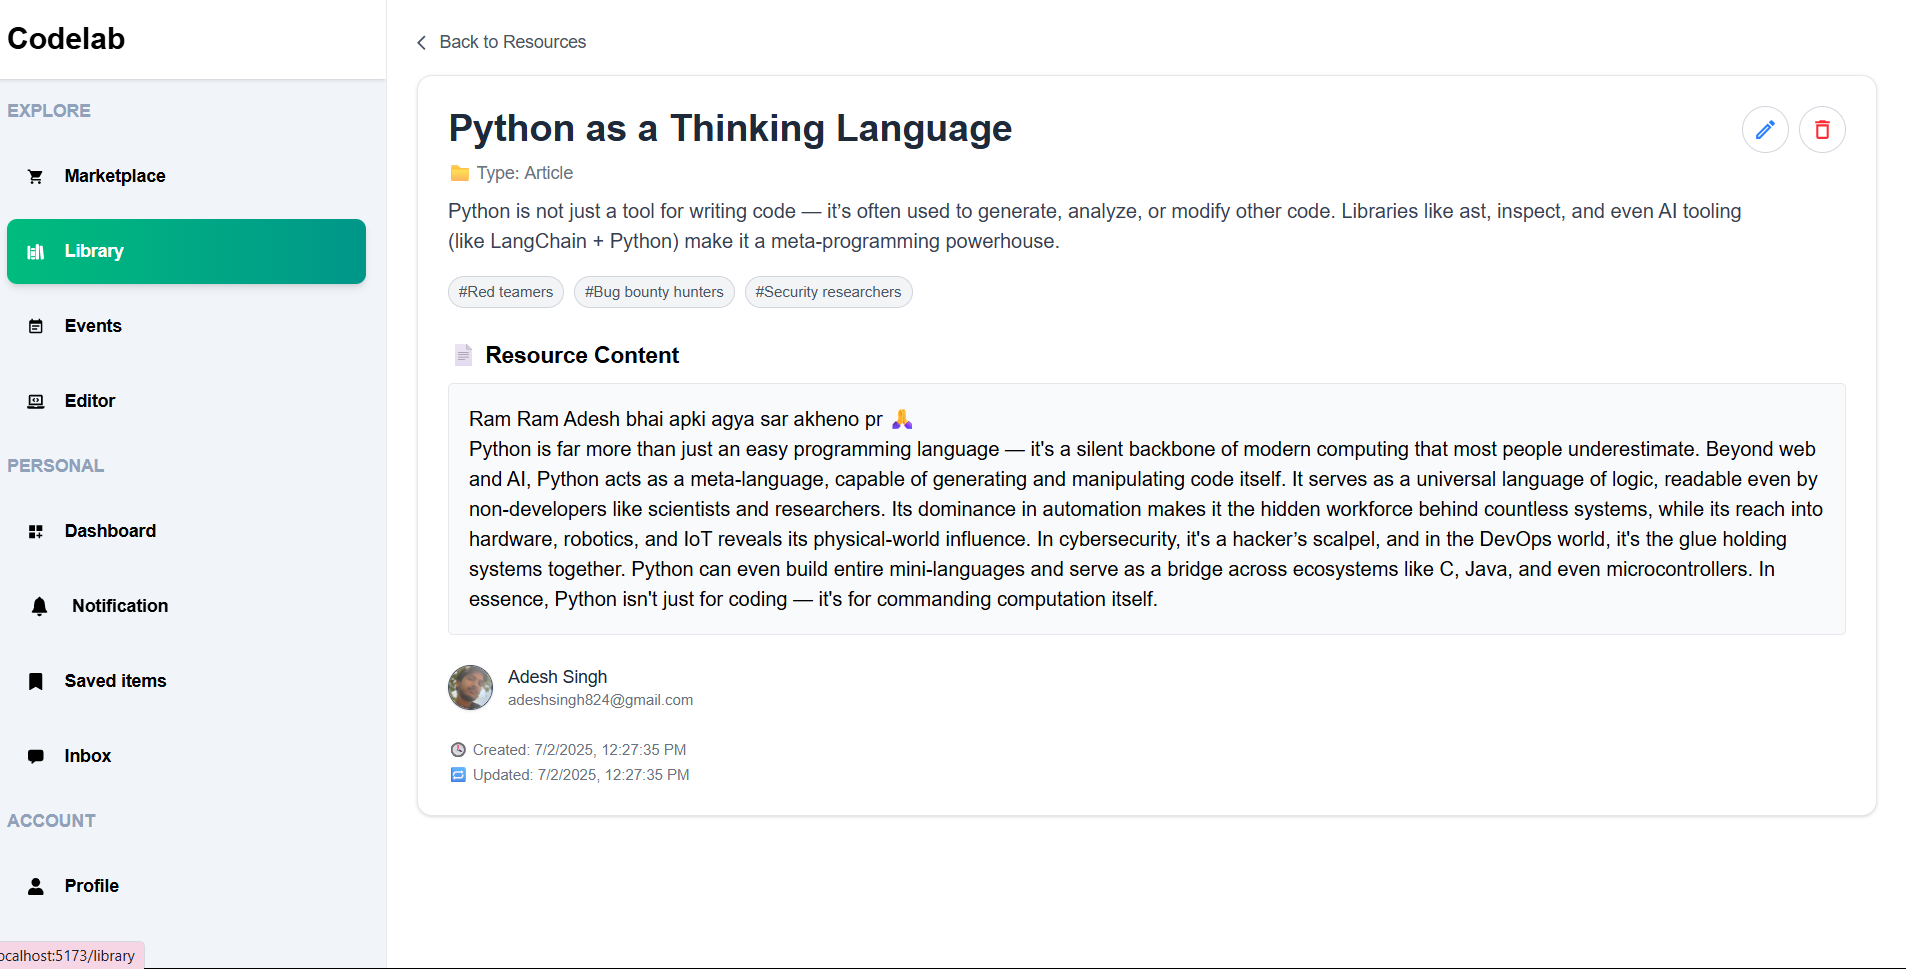 Codelab
EXPLORE
Marketplace
Library
Events
Editor
PERSONAL
Dashboard
Notification
Saved items
Inbox
ACCOUNT
Profile
ocalhost:5173/library
Back to Resources
Python as a Thinking Language
Type: Article
Python is not just a tool for writing code — it’s often used to generate, analyze, or modify other code. Libraries like ast, inspect, and even AI tooling
(like LangChain + Python) make it a meta-programming powerhouse.
#Red teamers #Bug bounty hunters #Security researchers
Resource Content
Ram Ram Adesh bhai apki agya sar akheno pr 🙏
Python is far more than just an easy programming language — it's a silent backbone of modern computing that most people underestimate. Beyond web
and AI, Python acts as a meta-language, capable of generating and manipulating code itself. It serves as a universal language of logic, readable even by
non-developers like scientists and researchers. Its dominance in automation makes it the hidden workforce behind countless systems, while its reach into
hardware, robotics, and IoT reveals its physical-world influence. In cybersecurity, it's a hacker’s scalpel, and in the DevOps world, it's the glue holding
systems together. Python can even build entire mini-languages and serve as a bridge across ecosystems like C, Java, and even microcontrollers. In
essence, Python isn't just for coding — it's for commanding computation itself.
Adesh Singh
adeshsingh824@gmail.com
Created: 7/2/2025, 12:27:35 PM
Updated: 7/2/2025, 12:27:35 PM